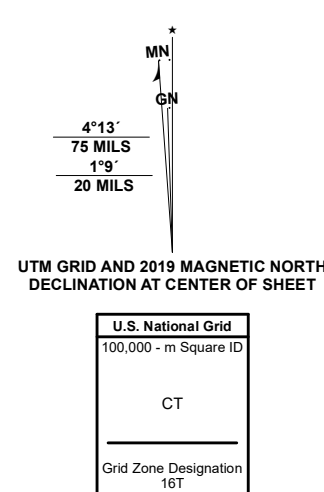 ★
MN
GN
4°13´
75 MILS
1°9´
20 MILS
UTM GRID AND 2019 MAGNETIC NORTH
DECLINATION AT CENTER OF SHEET
U.S. National Grid
100,000 - m Square ID
CT
Grid Zone Designation
16T